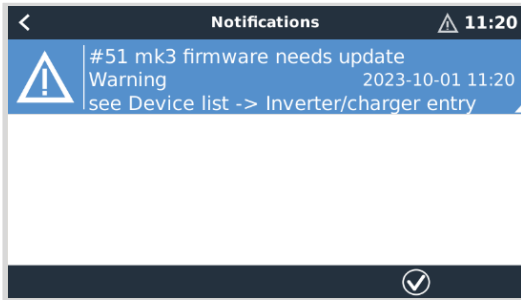 Notifications
11:20
#51 mk3 firmware needs update
Warning 2023-10-01 11:20
see Device list -> Inverter/charger entry